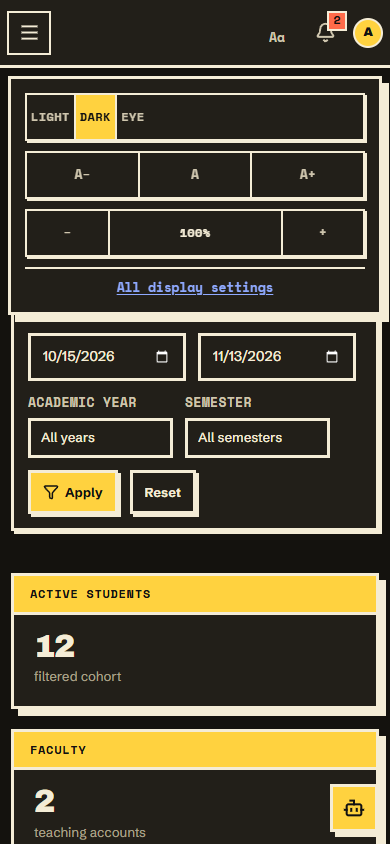 Aa
2
A
LIGHT DARK EYE
A- A A+
- 100% +
All display settings
10/15/2026 11/13/2026
ACADEMIC YEAR SEMESTER
All years All semesters
Apply Reset
ACTIVE STUDENTS
12
filtered cohort
FACULTY
2
teaching accounts